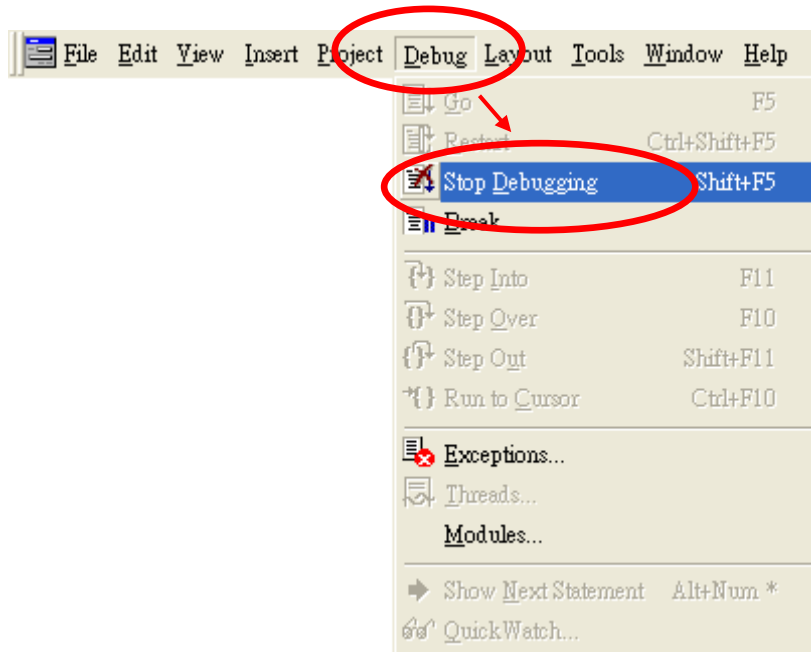 File Edit View Insert Project Debug Layout Tools Window Help
Go F5
Restart Ctrl+Shift+F5
Stop Debugging Shift+F5
Break
Step Into F11
Step Over F10
Step Out Shift+F11
Run to Cursor Ctrl+F10
Exceptions...
Threads...
Modules...
Show Next Statement Alt+Num *
QuickWatch...